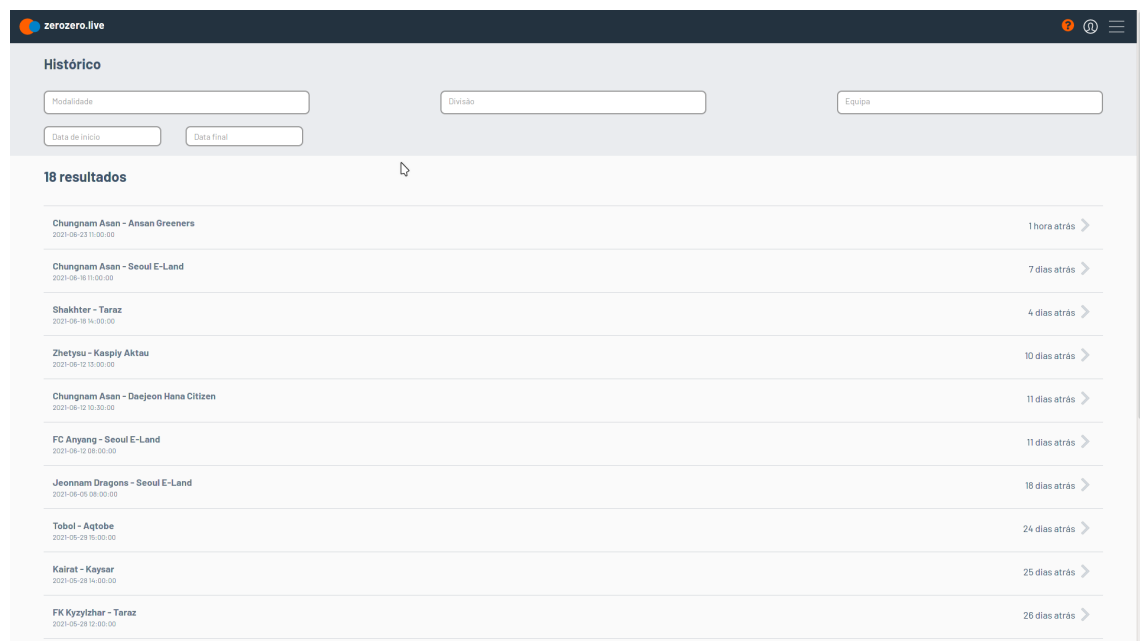 zerozero.live
?
Histórico
Modalidade
Divisão
Equipa
Data de início
Data final
18 resultados
Chungnam Asan - Ansan Greeners
2021-06-23 11:00:00
1 hora atrás
Chungnam Asan - Seoul E-Land
2021-06-16 11:00:00
7 dias atrás
Shakhter - Taraz
2021-06-18 14:00:00
4 dias atrás
Zhetysu - Kaspiy Aktau
2021-06-12 13:00:00
10 dias atrás
Chungnam Asan - Daejeon Hana Citizen
2021-06-12 10:30:00
11 dias atrás
FC Anyang - Seoul E-Land
2021-06-12 08:00:00
11 dias atrás
Jeonnam Dragons - Seoul E-Land
2021-06-05 08:00:00
18 dias atrás
Tobol - Aqtobe
2021-05-29 15:00:00
24 dias atrás
Kairat - Kaysar
2021-05-28 14:00:00
25 dias atrás
FK Kyzylzhar - Taraz
2021-05-28 12:00:00
26 dias atrás